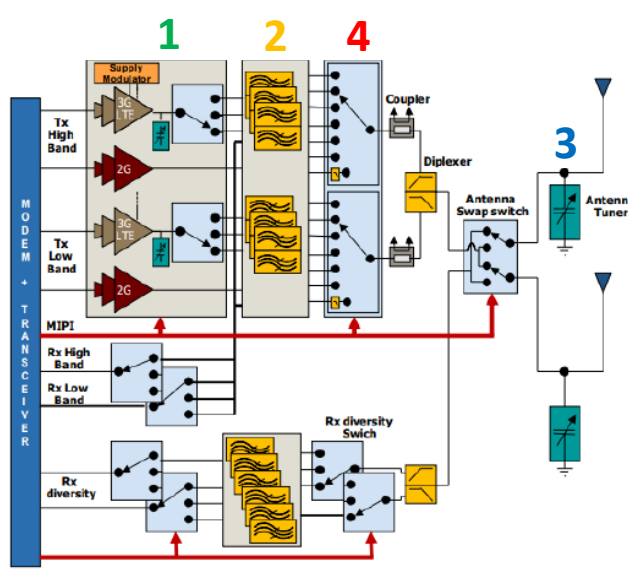 1
2
4
3
Supply
Modulator
3G
LTE
2G
3G
LTE
2G
Tx
High
Band
Tx
Low
Band
MIPI
Rx High
Band
Rx Low
Band
Rx
diversity
MODEM + TRANSCEIVER
Coupler
Diplexer
Antenna
Swap switch
Antenn
Tuner
Rx diversity
Swich